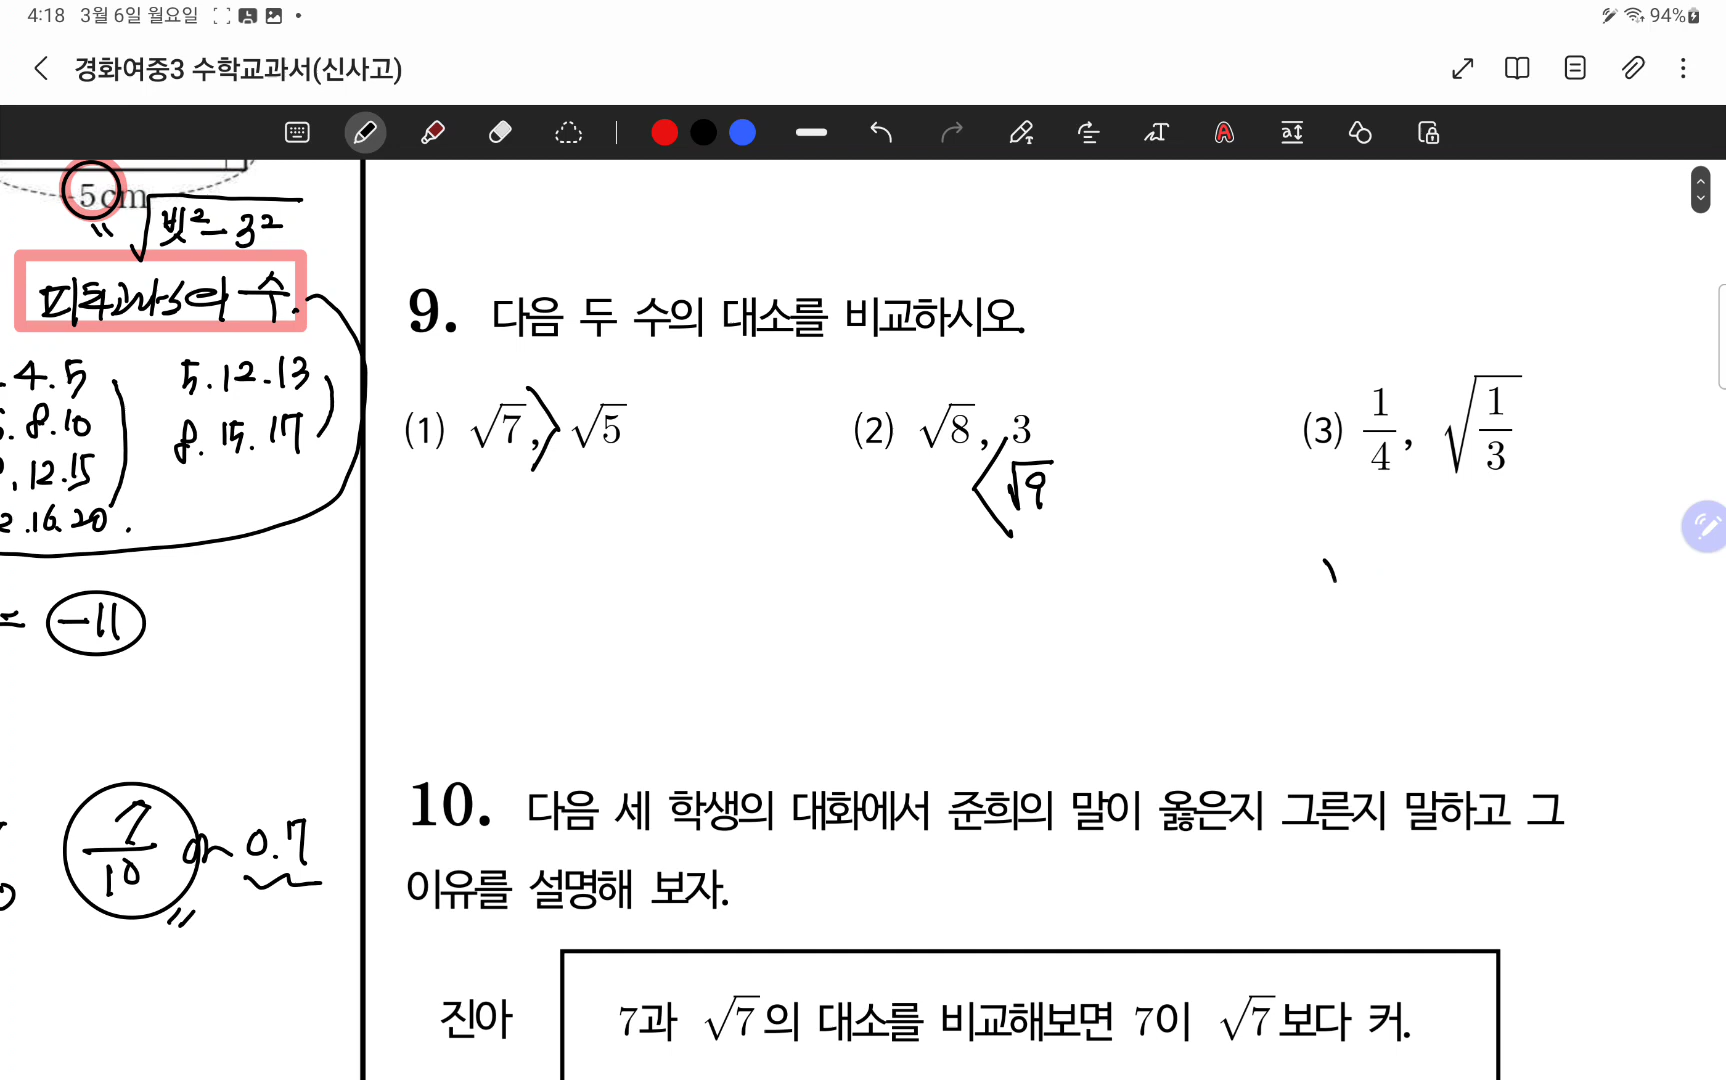 4:18 3월 6일 월요일
94%
경화여중3 수학교과서(신사고)
5cm
√빗²-3²
피타고라스의 수.
4.5
8.10
12.15
.16.20.
5.12.13
8.15.17
= -11
7/10 or 0.7
9. 다음 두 수의 대소를 비교하시오.
(1) √7, > √5
(2) √8, 3
< √9
(3) 1/4, √1/3
10. 다음 세 학생의 대화에서 준희의 말이 옳은지 그른지 말하고 그
이유를 설명해 보자.
진아 7과 √7의 대소를 비교해보면 7이 √7보다 커.